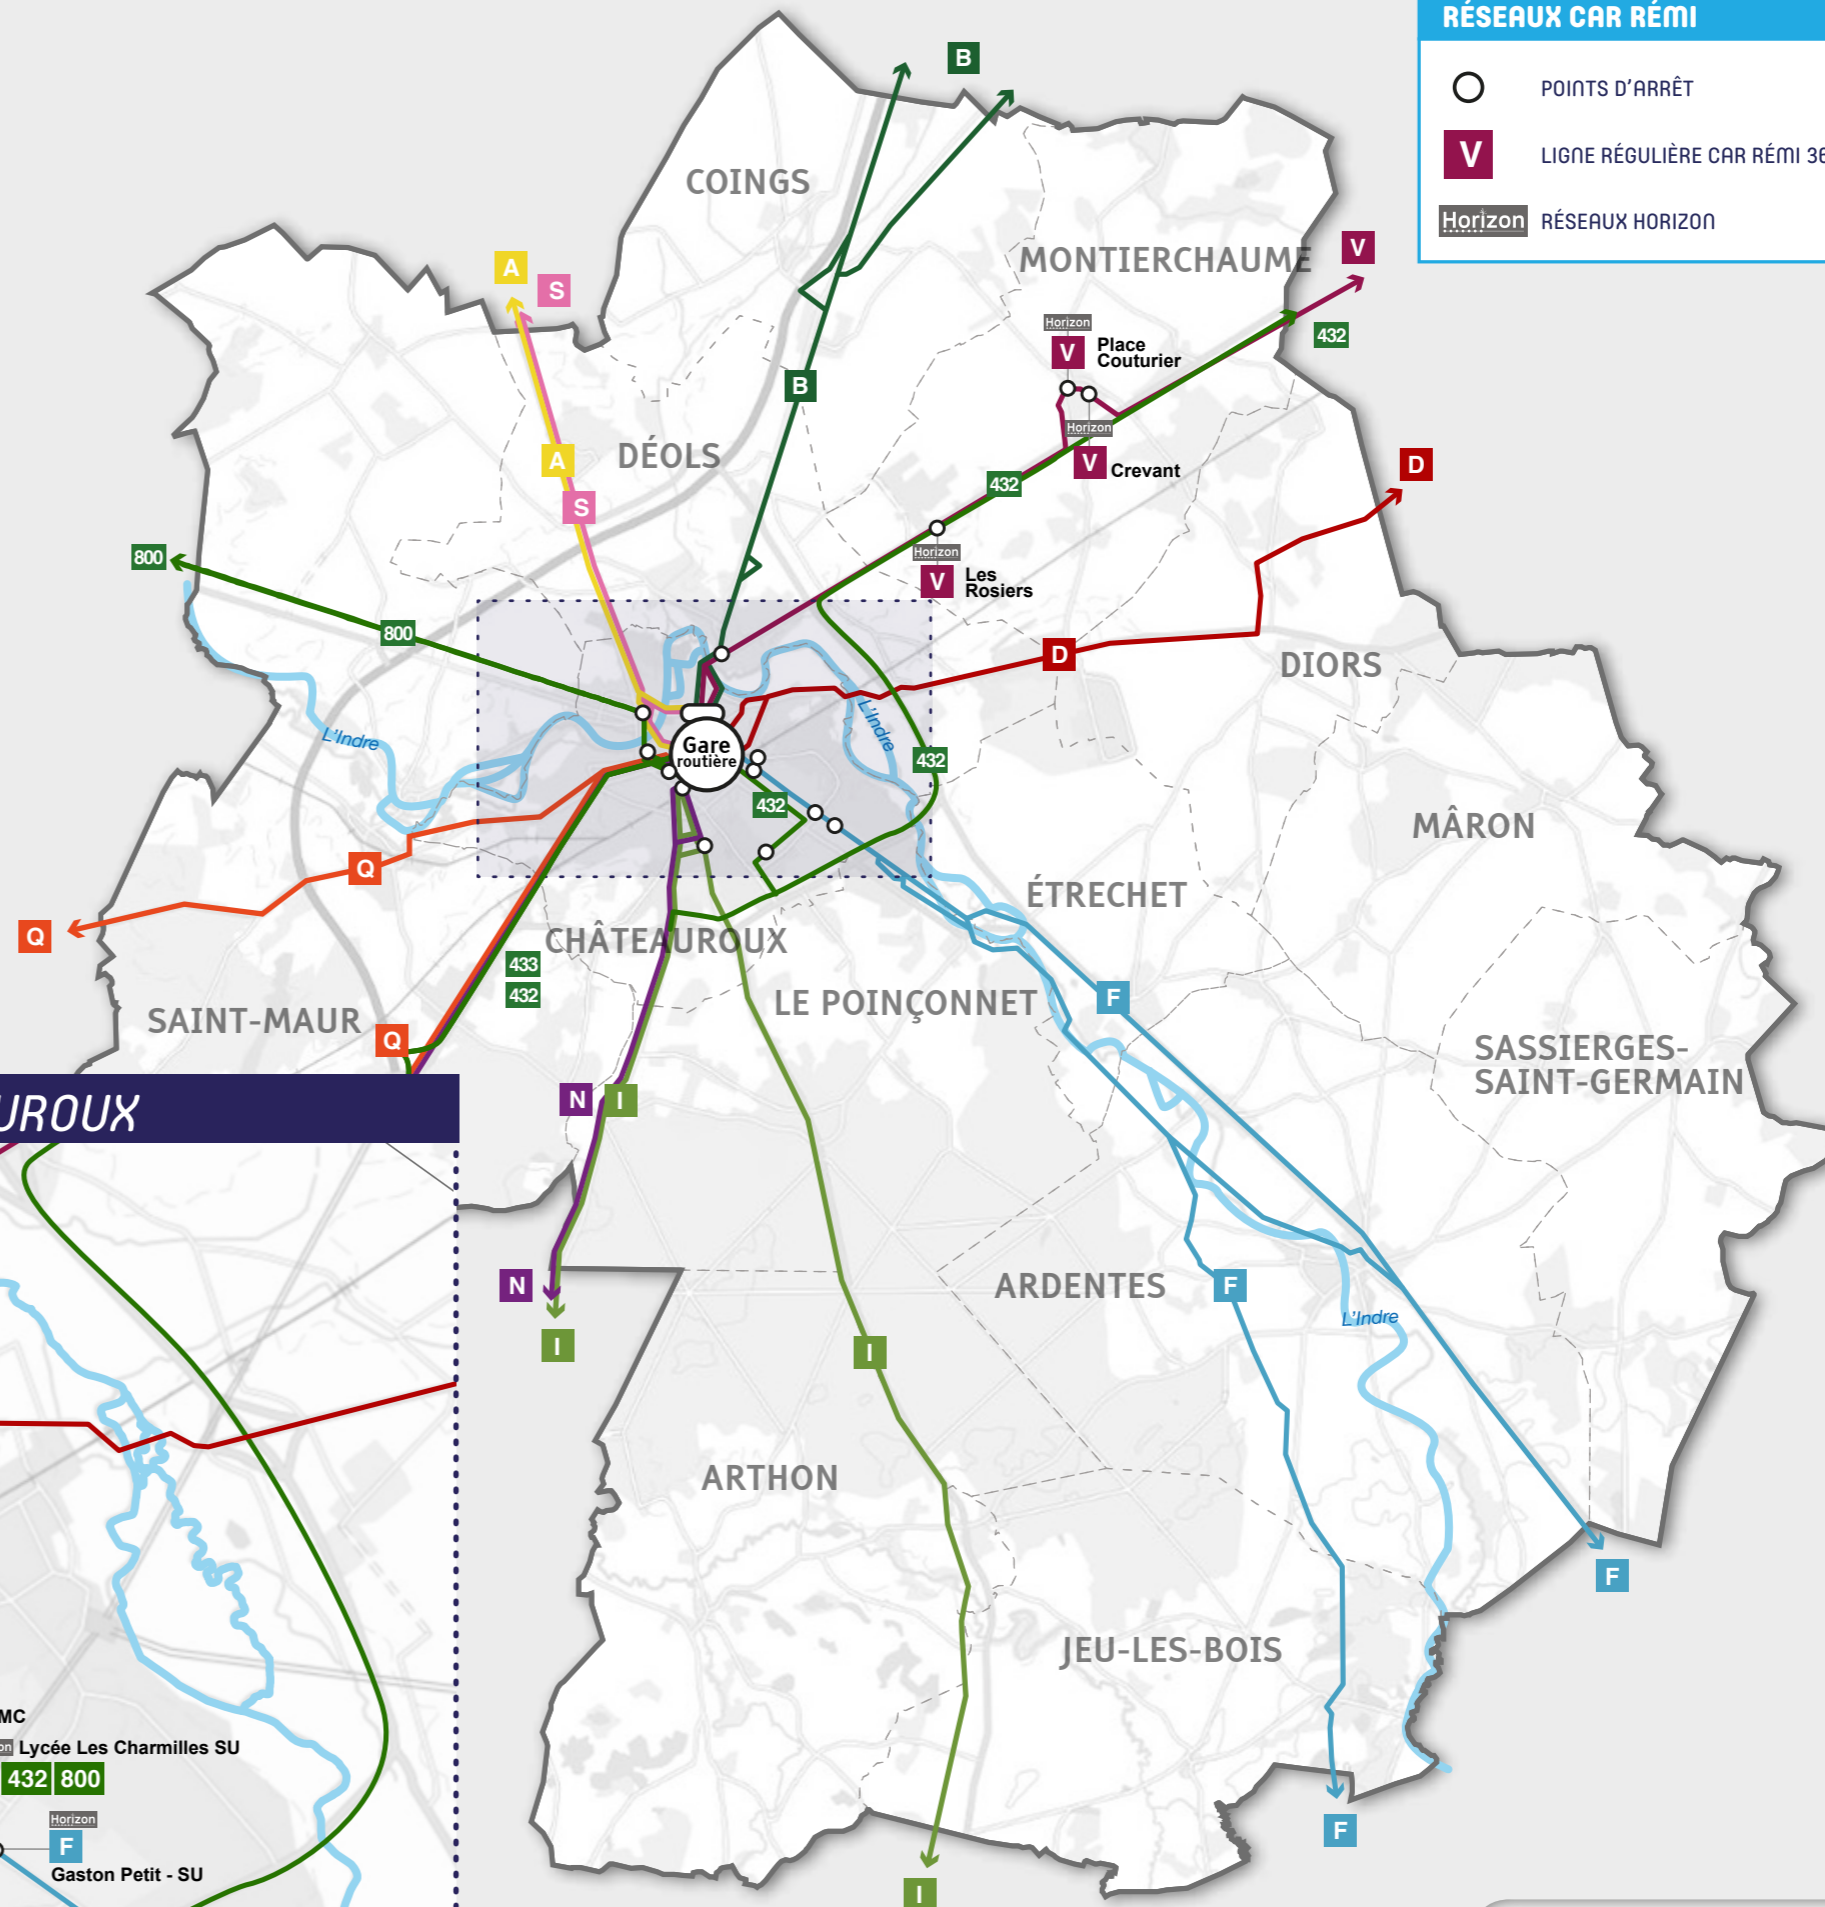 RÉSEAUX CAR RÉMI
POINTS D'ARRÊT
V
LIGNE RÉGULIÈRE CAR RÉMI 36
Horizon
RÉSEAUX HORIZON
B
COINGS
MONTIERCHAUME
V
A
S
432
Horizon
V
Place
Couturier
B
Horizon
V
Crevant
DÉOLS
A
S
432
D
800
Horizon
V
Les
Rosiers
800
D
DIORS
L'Indre
L'Indre
Gare
routière
432
432
MÂRON
Q
ÉTRECHET
Q
CHÂTEAUROUX
433
432
LE POINÇONNET
F
SAINT-MAUR
Q
SASSIERGES-
SAINT-GERMAIN
UROUX
N
I
N
ARDENTES
F
L'Indre
I
I
ARTHON
F
JEU-LES-BOIS
MC
on
Lycée Les Charmilles SU
432
800
Horizon
F
Gaston Petit - SU
F
I